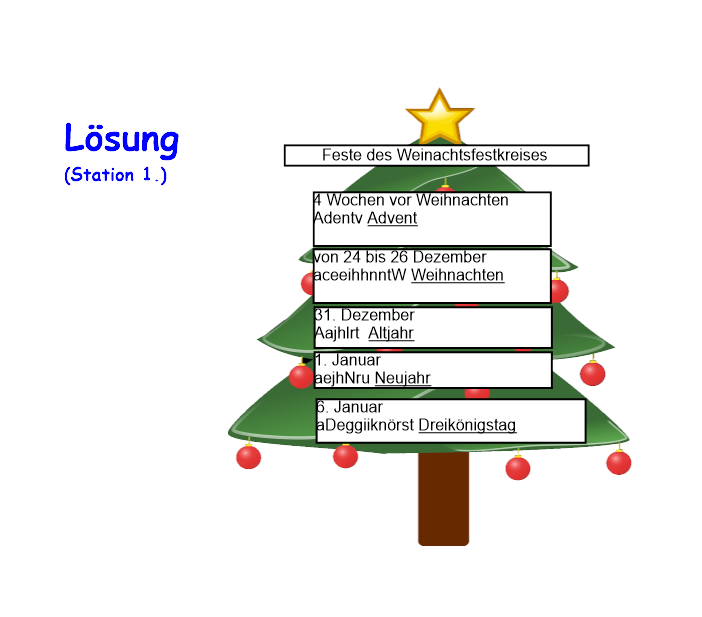 Lösung
(Station 1.)
Feste des Weinachtsfestkreises
4 Wochen vor Weihnachten
Adentv Advent
von 24 bis 26 Dezember
aceeihhnntW Weihnachten
31. Dezember
Aajhlrt Altjahr
1. Januar
aejhNru Neujahr
6. Januar
aDeggiiknörst Dreikönigstag